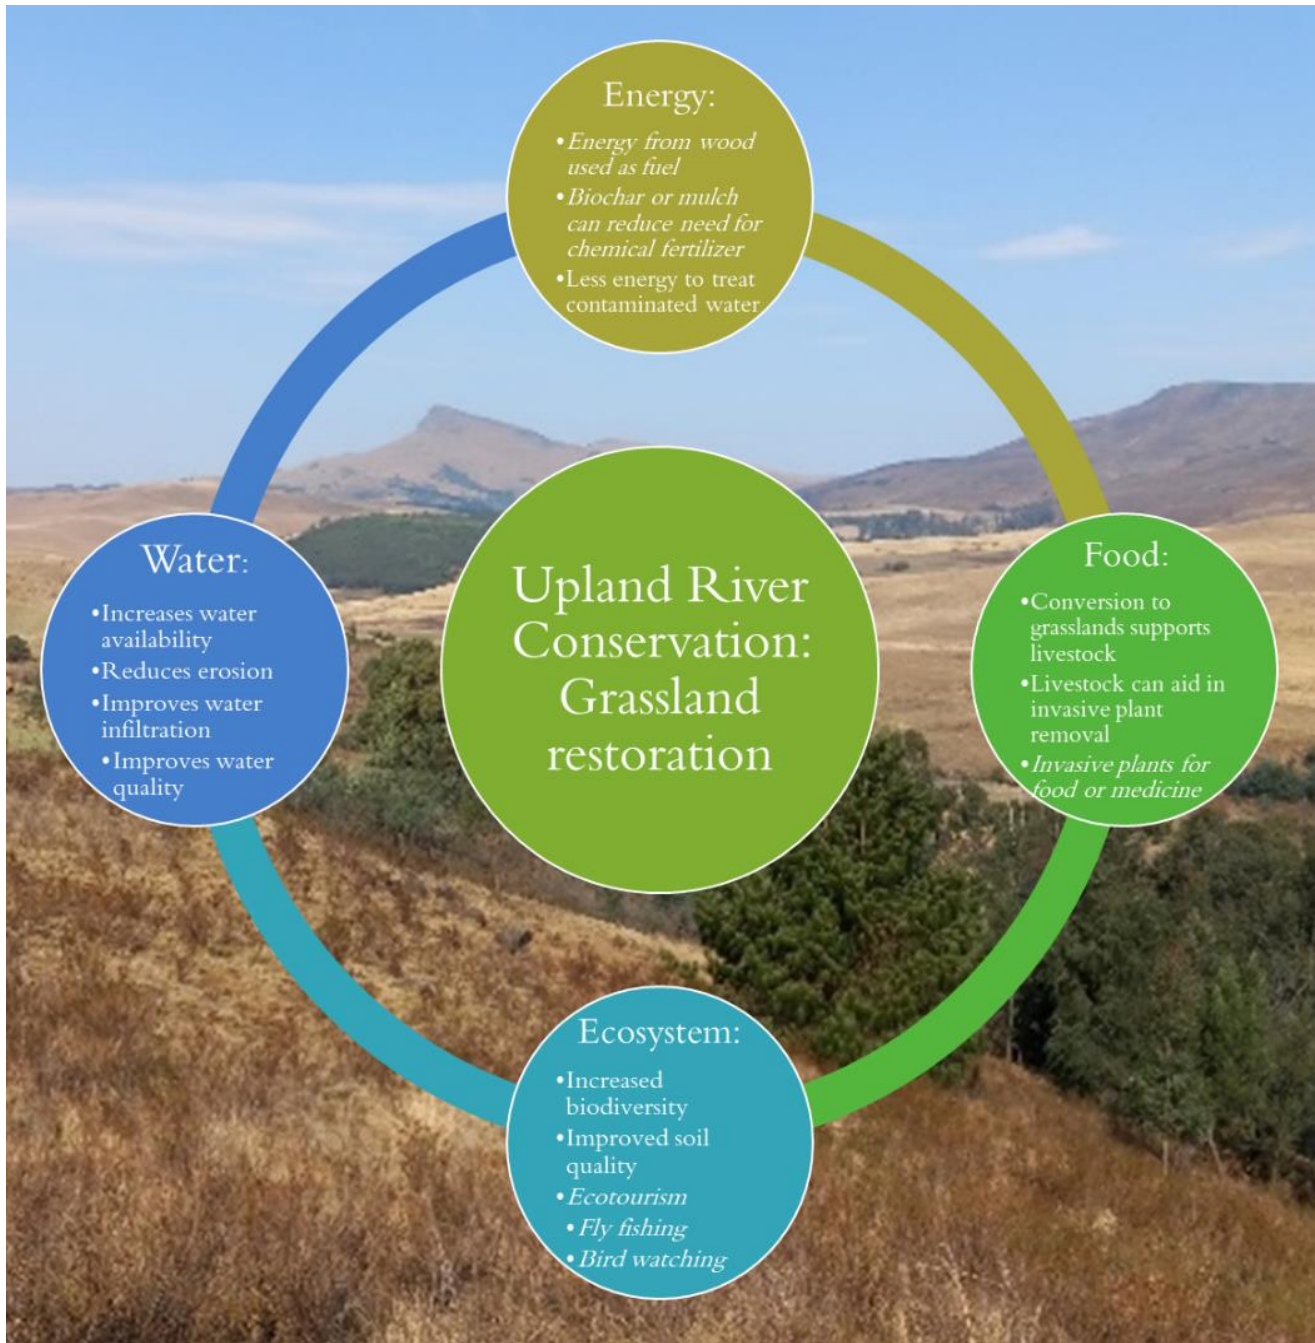 Energy:
•Energy from wood
used as fuel
•Biochar or mulch
can reduce need for
chemical fertilizer
•Less energy to treat
contaminated water
Water:
•Increases water
availability
•Reduces erosion
•Improves water
infiltration
•Improves water
quality
Upland River
Conservation:
Grassland
restoration
Food:
•Conversion to
grasslands supports
livestock
•Livestock can aid in
invasive plant
removal
•Invasive plants for
food or medicine
Ecosystem:
•Increased
biodiversity
•Improved soil
quality
•Ecotourism
•Fly fishing
•Bird watching